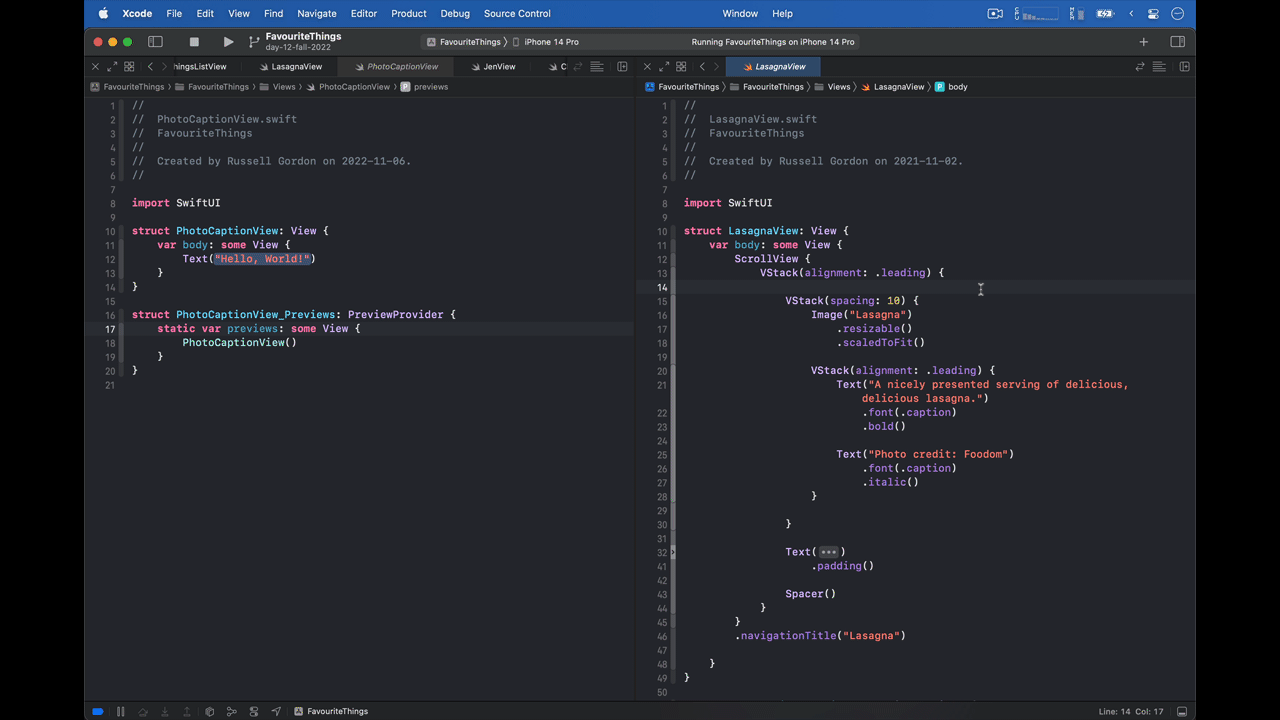 Xcode File Edit View Find Navigate Editor Product Debug Source Control Window Help
FavouriteThings
day-12-fall-2022
FavouriteThings iPhone 14 Pro
Running FavouriteThings on iPhone 14 Pro
ingsListView LasagnaView PhotoCaptionView JenView C
FavouriteThings FavouriteThings Views PhotoCaptionView P previews
1 //
2 // PhotoCaptionView.swift
3 // FavouriteThings
4 //
5 // Created by Russell Gordon on 2022-11-06.
6 //
7
8 import SwiftUI
9
10 struct PhotoCaptionView: View {
11 var body: some View {
12 Text("Hello, World!")
13 }
14 }
15
16 struct PhotoCaptionView_Previews: PreviewProvider {
17 static var previews: some View {
18 PhotoCaptionView()
19 }
20 }
21
LasagnaView
FavouriteThings FavouriteThings Views LasagnaView P body
1 //
2 // LasagnaView.swift
3 // FavouriteThings
4 //
5 // Created by Russell Gordon on 2021-11-02.
6 //
7
8 import SwiftUI
9
10 struct LasagnaView: View {
11 var body: some View {
12 ScrollView {
13 VStack(alignment: .leading) {
14
15 VStack(spacing: 10) {
16 Image("Lasagna")
17 .resizable()
18 .scaledToFit()
19
20 VStack(alignment: .leading) {
21 Text("A nicely presented serving of delicious,
delicious lasagna.")
22 .font(.caption)
23 .bold()
24
25 Text("Photo credit: Foodom")
26 .font(.caption)
27 .italic()
28 }
29
30 }
31
32 Text(•••)
41 .padding()
42
43 Spacer()
44 }
45 }
46 .navigationTitle("Lasagna")
47
48 }
49 }
50
FavouriteThings
Line: 14 Col: 17